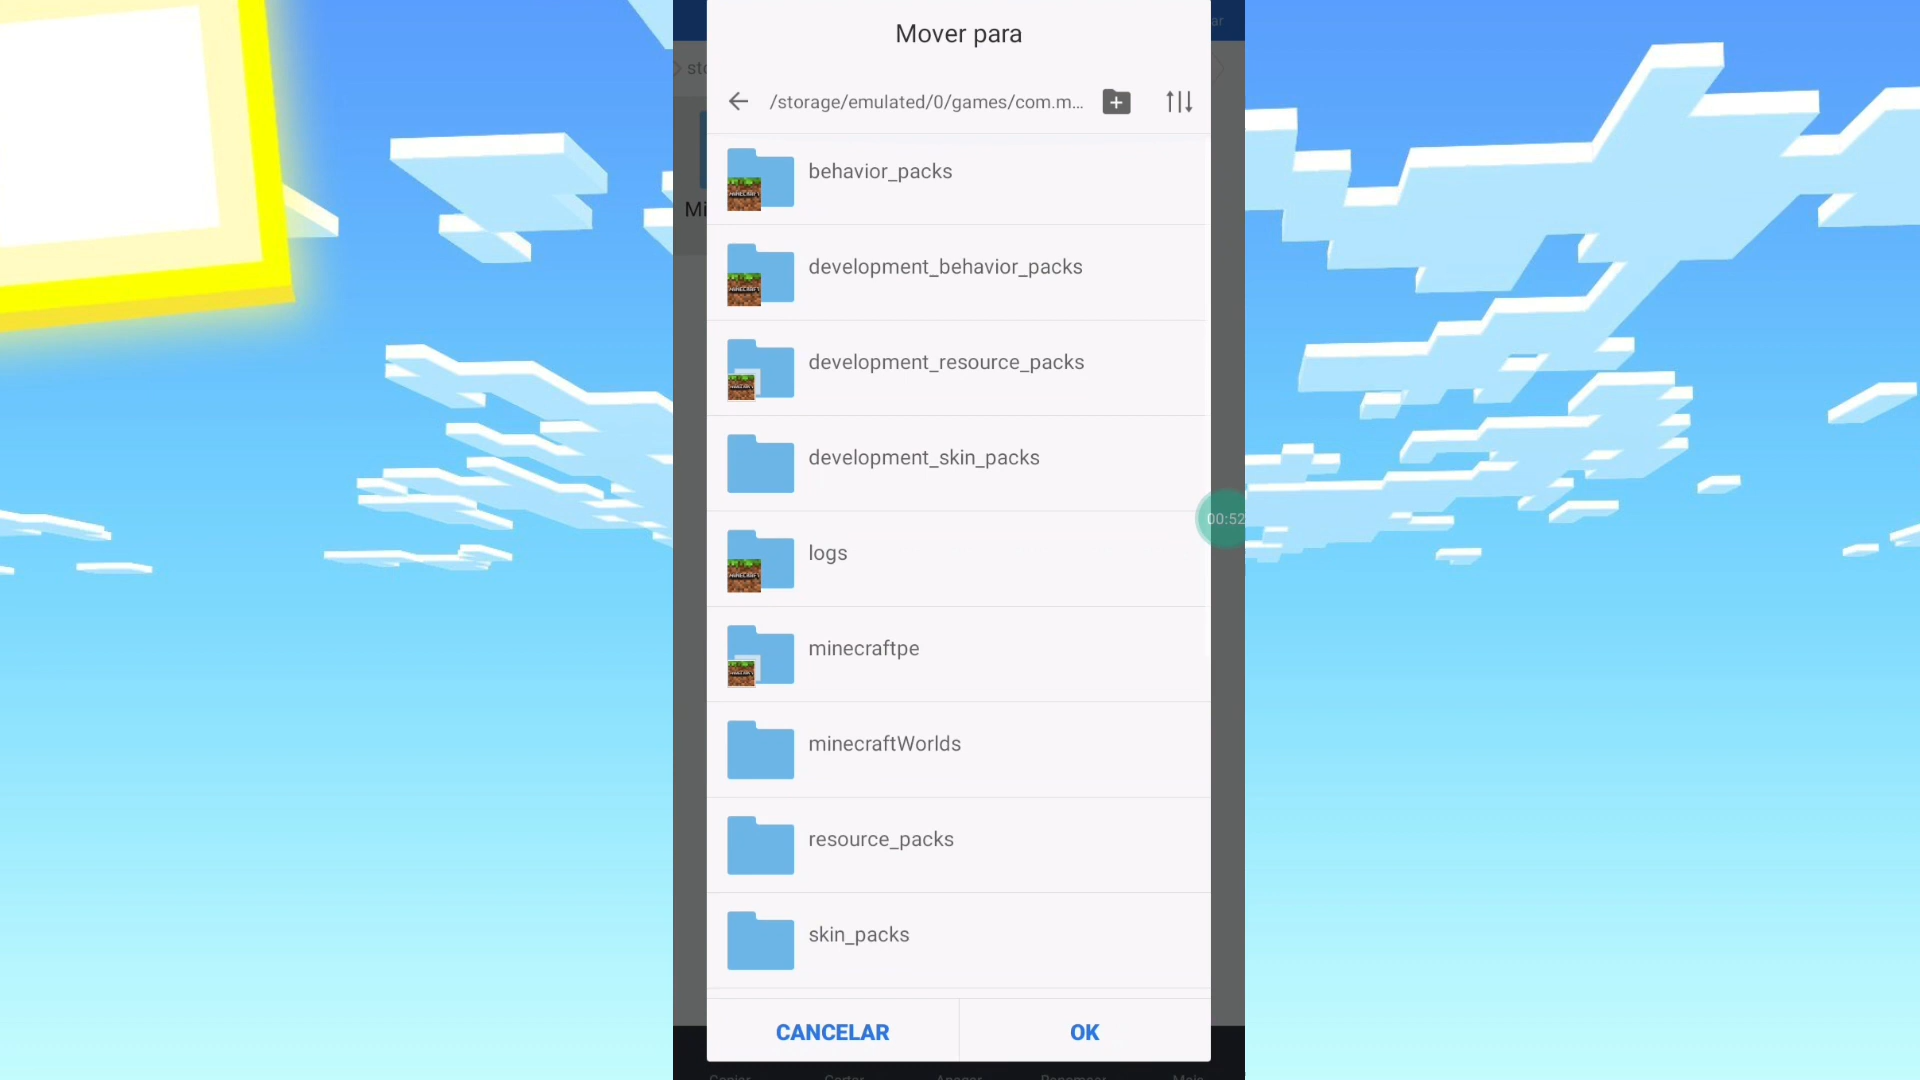 Mover para
/storage/emulated/0/games/com.m...
behavior_packs
development_behavior_packs
development_resource_packs
development_skin_packs
00:52
logs
minecraftpe
minecraftWorlds
resource_packs
skin_packs
CANCELAR
OK